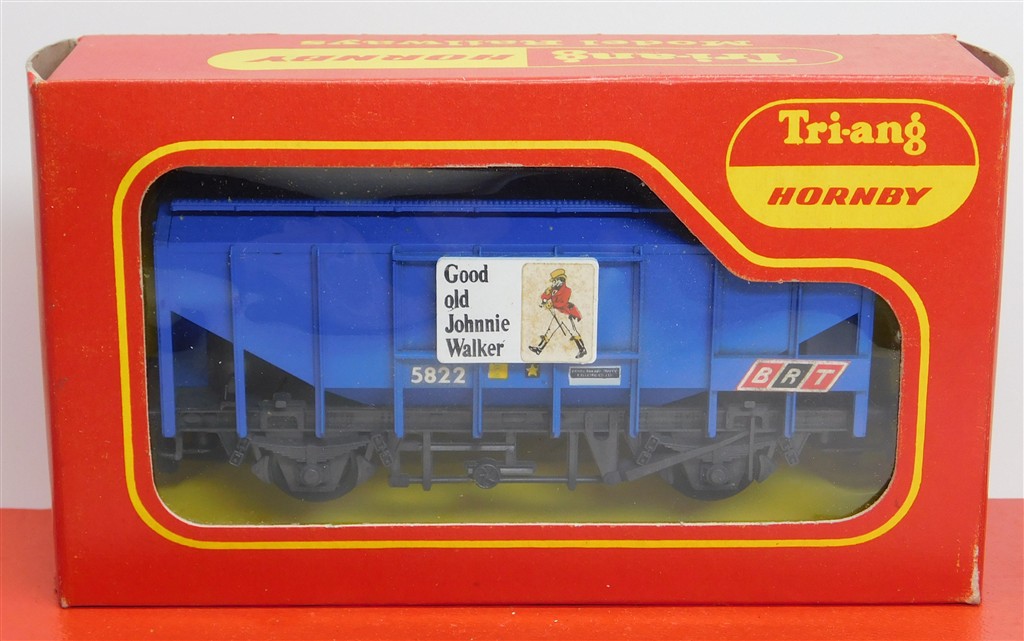 Tri-ang
HORNBY
Model Railways
Tri-ang
HORNBY
Good
old
Johnnie
Walker
5822
BRT